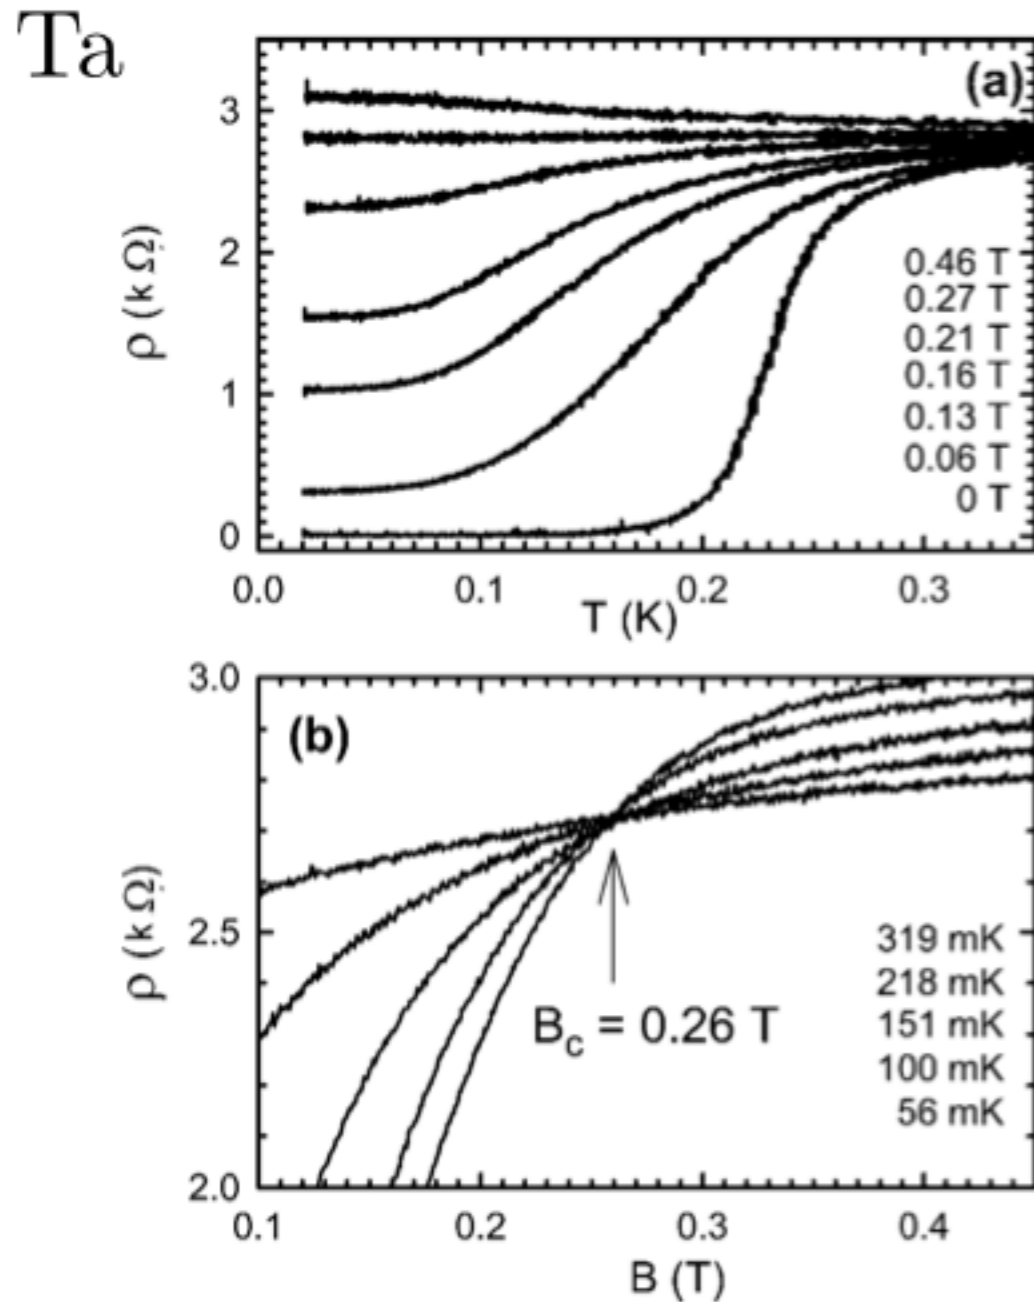 Ta
(a)
3
2
1
0
ρ (k Ω)
0.46 T
0.27 T
0.21 T
0.16 T
0.13 T
0.06 T
0 T
0.0 0.1 0.2 0.3
T (K)
(b)
3.0
2.5
2.0
ρ (k Ω)
B_c = 0.26 T
319 mK
218 mK
151 mK
100 mK
56 mK
0.1 0.2 0.3 0.4
B (T)